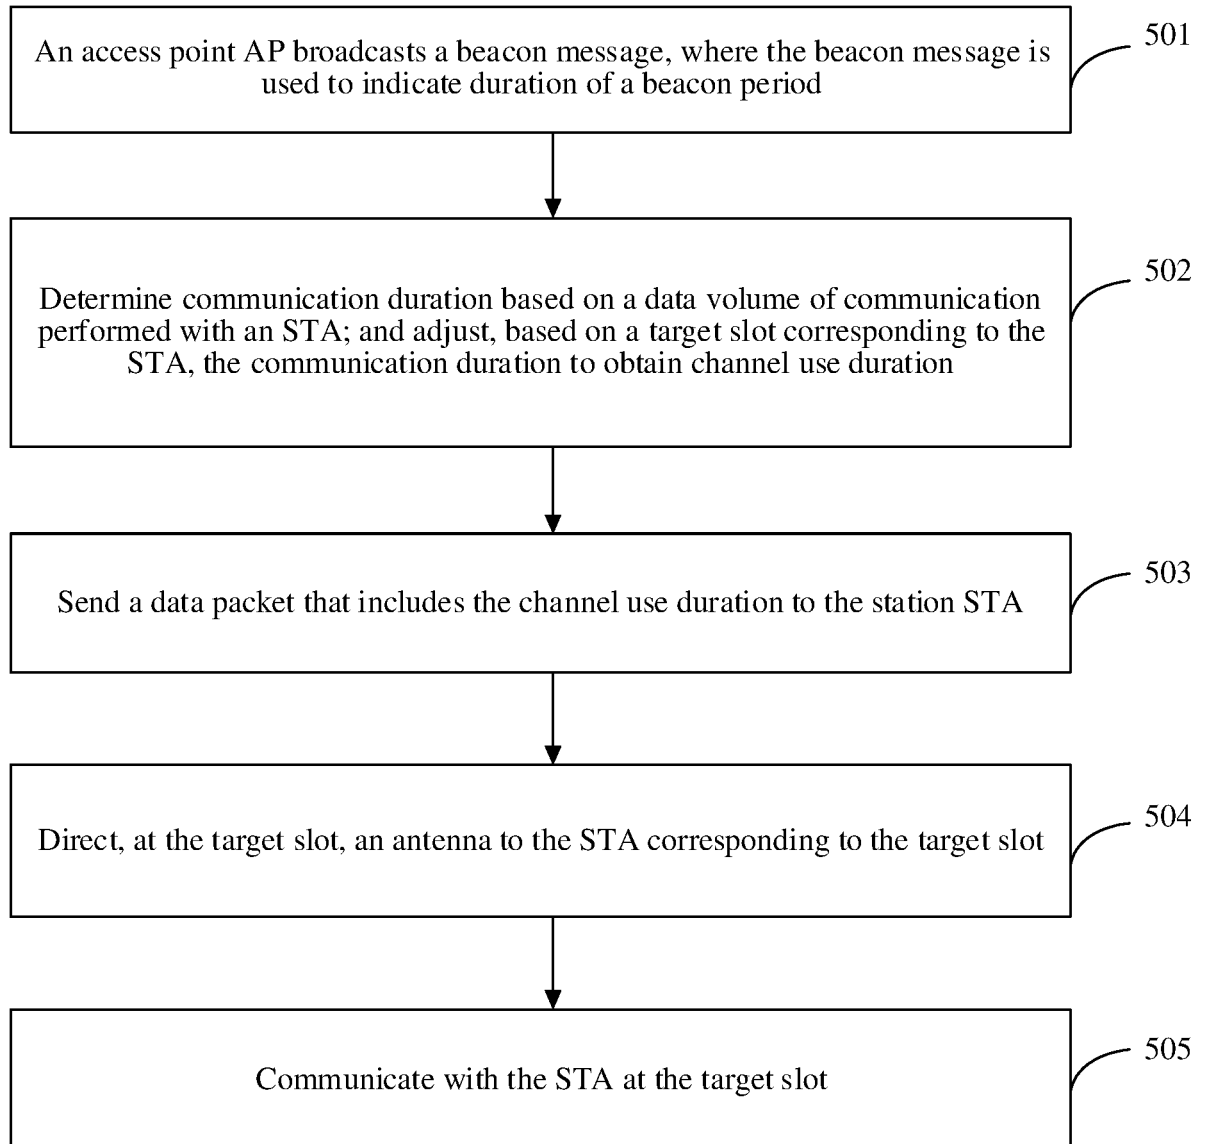 An access point AP broadcasts a beacon message, where the beacon message is
used to indicate duration of a beacon period
501
Determine communication duration based on a data volume of communication
performed with an STA; and adjust, based on a target slot corresponding to the
STA, the communication duration to obtain channel use duration
502
Send a data packet that includes the channel use duration to the station STA
503
Direct, at the target slot, an antenna to the STA corresponding to the target slot
504
Communicate with the STA at the target slot
505